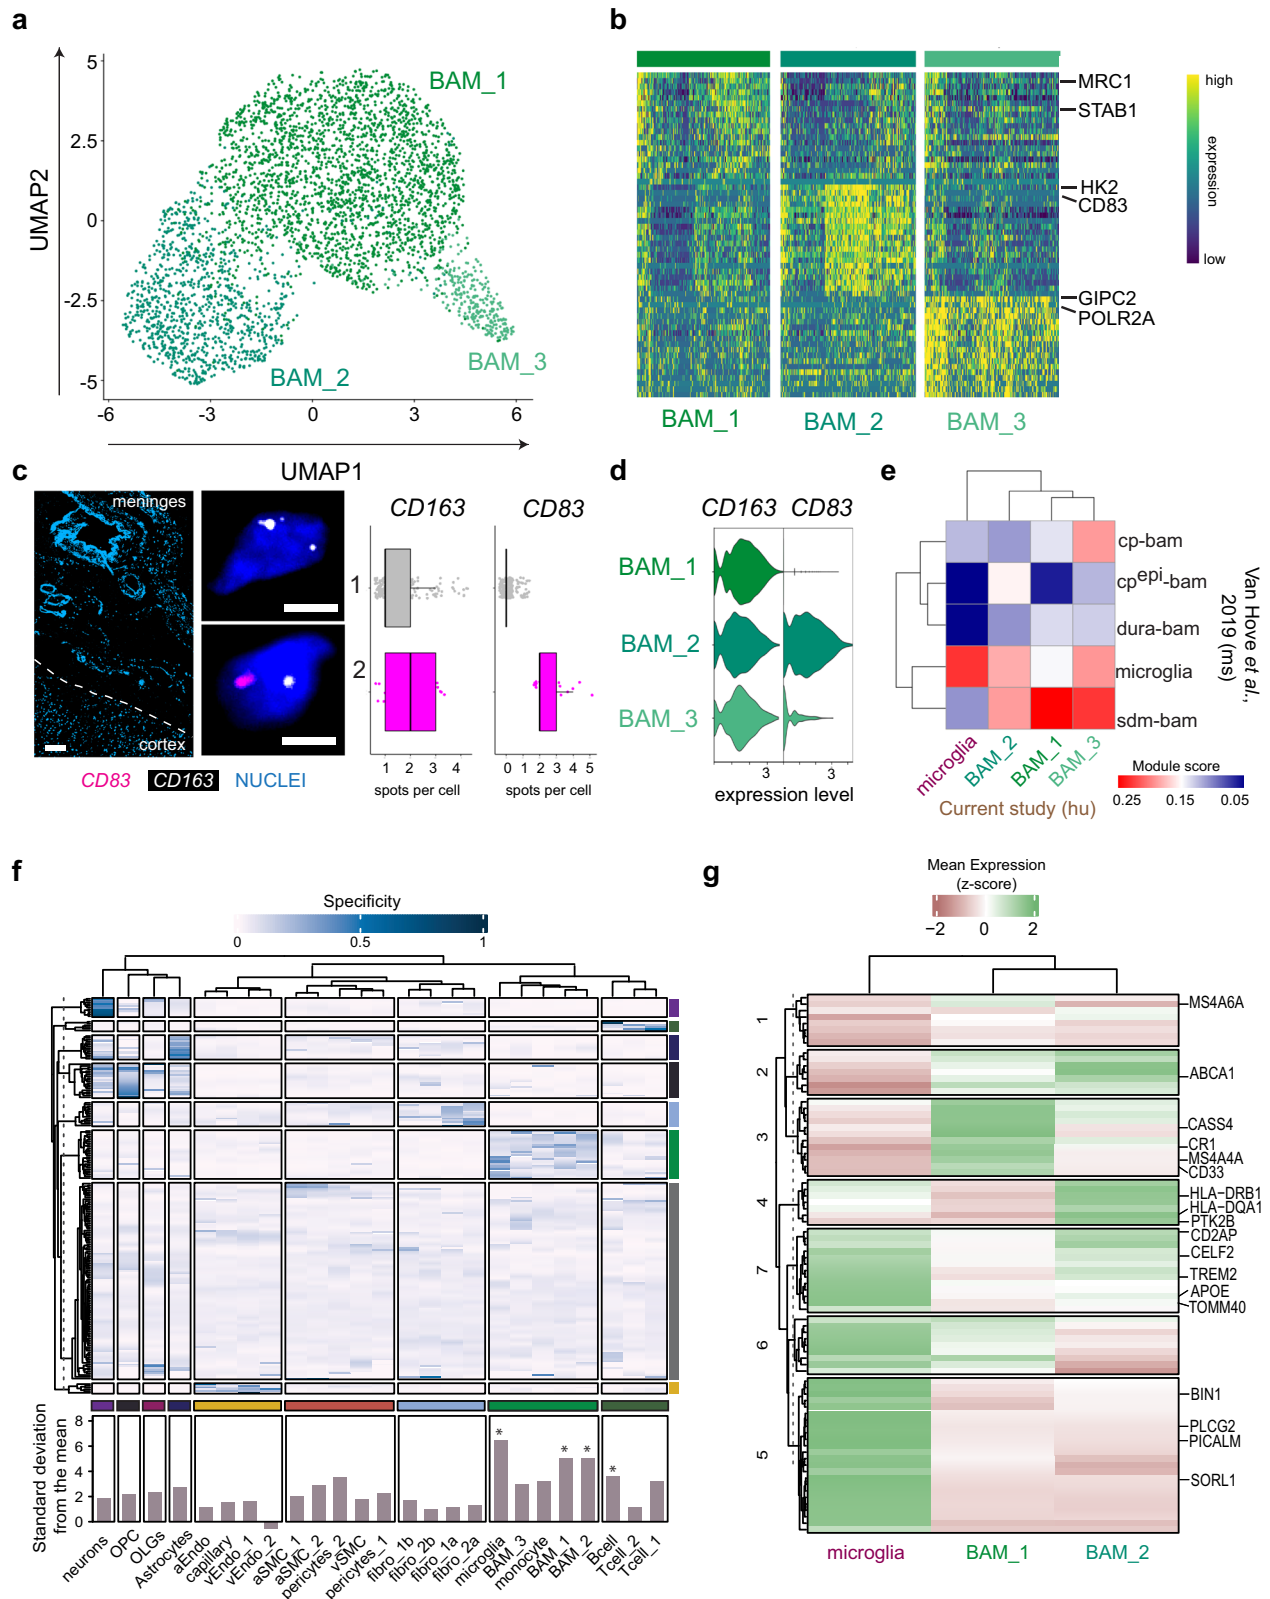 a
5
2.5
0
-2.5
-5
UMAP2
BAM_1
BAM_2
BAM_3
-6 -3 0 3 6
UMAP1
b
MRC1
STAB1
HK2
CD83
GIPC2
POLR2A
high
expression
low
BAM_1 BAM_2 BAM_3
c
meninges
cortex
CD83 CD163 NUCLEI
CD163 CD83
1
2
1 2 3 4
0 1 2 3 4 5
spots per cell spots per cell
d
CD163 CD83
BAM_1
BAM_2
BAM_3
3 3
expression level
e
cp-bam
cpepi-bam
dura-bam
microglia
sdm-bam
Van Hove et al.,
2019 (ms)
microglia
BAM_2
BAM_1
BAM_3
Current study (hu)
Module score
0.25 0.15 0.05
f
Specificity
0 0.5 1
Standard deviation
from the mean
8
6
4
2
0
* * * *
neurons
OPC
OLGs
Astrocytes
aEndo
capillary
vEndo_1
vEndo_2
aSMC_1
aSMC_2
pericytes_2
vSMC
pericytes_1
fibro_1b
fibro_2b
fibro_1a
fibro_2a
microglia
BAM_3
monocyte
BAM_1
BAM_2
Bcell
Tcell_2
Tcell_1
g
Mean Expression
(z-score)
−2 0 2
1
2
3
4
7
6
5
MS4A6A
ABCA1
CASS4
CR1
MS4A4A
CD33
HLA−DRB1
HLA−DQA1
PTK2B
CD2AP
CELF2
TREM2
APOE
TOMM40
BIN1
PLCG2
PICALM
SORL1
microglia BAM_1 BAM_2